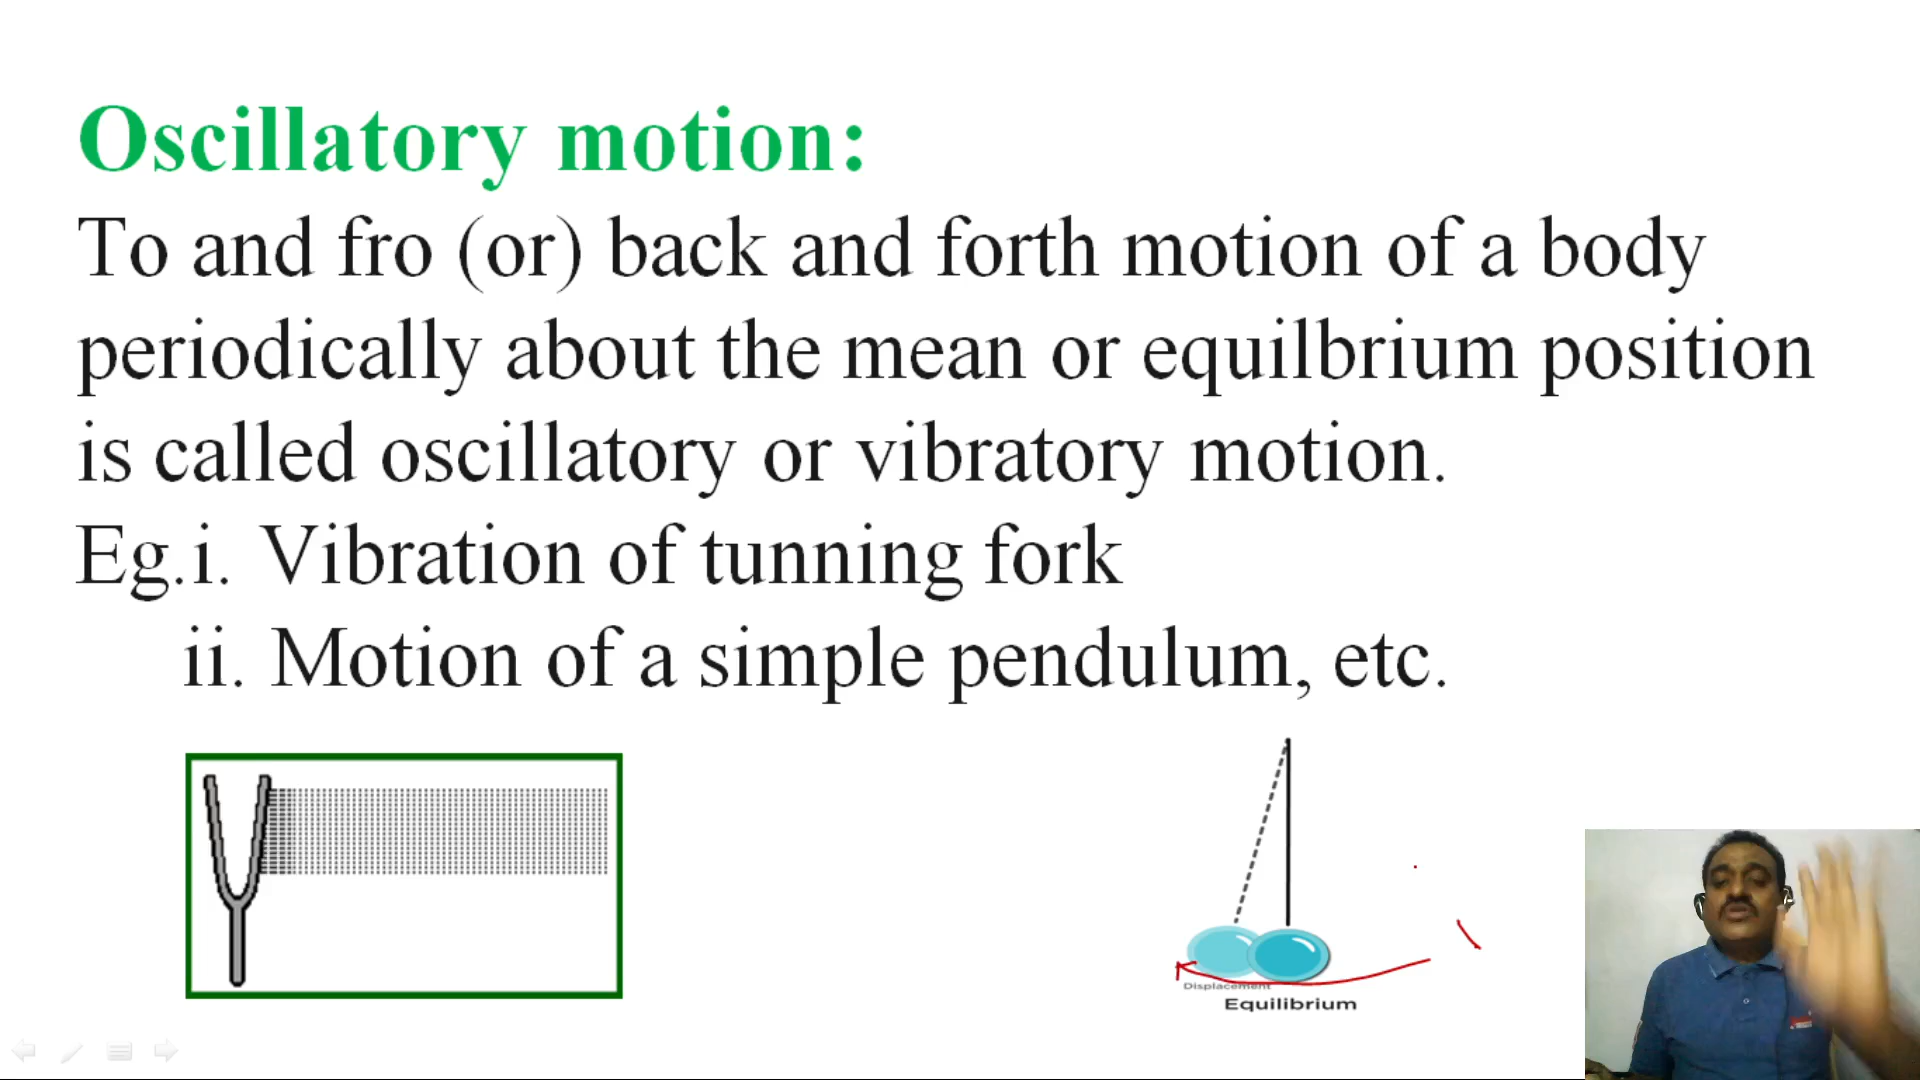 Oscillatory motion:
To and fro (or) back and forth motion of a body
periodically about the mean or equilbrium position
is called oscillatory or vibratory motion.
Eg.i. Vibration of tunning fork
ii. Motion of a simple pendulum, etc.
Displacement
Equilibrium